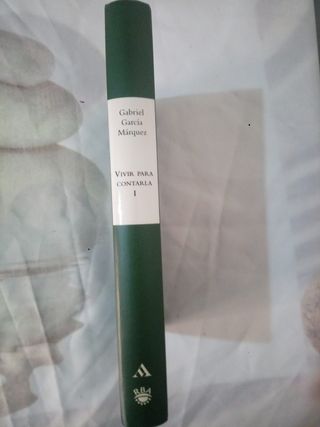 Gabriel
García
Márquez
VIVIR PARA
CONTARLA
I
RBA